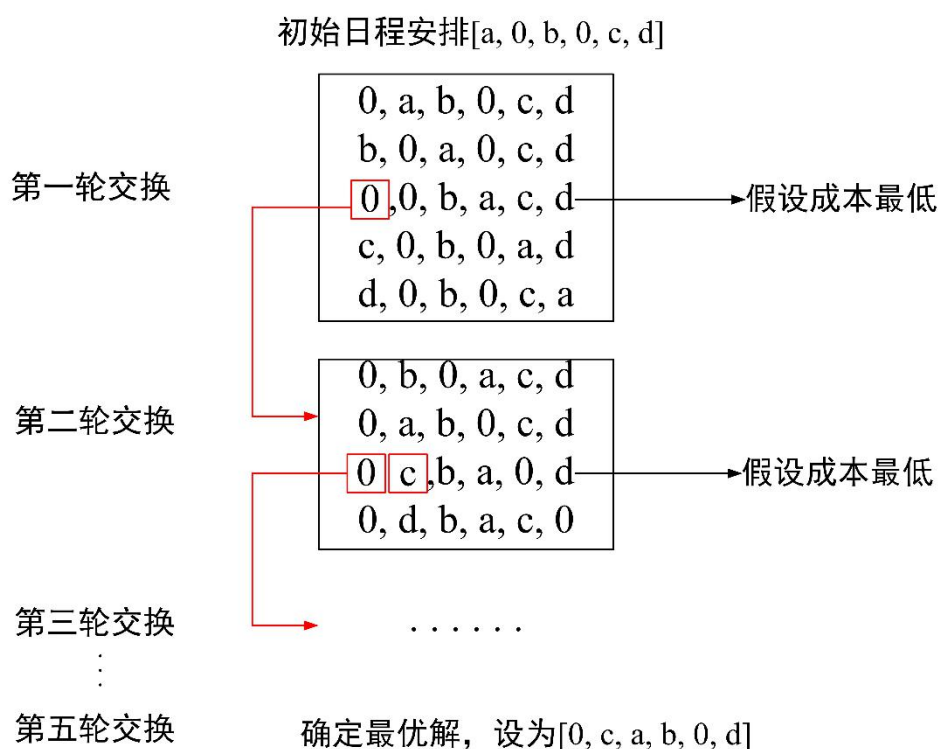 初始日程安排[a, 0, b, 0, c, d]
0, a, b, 0, c, d
b, 0, a, 0, c, d
第一轮交换
0,0, b, a, c, d
假设成本最低
c, 0, b, 0, a, d
d, 0, b, 0, c, a
0, b, 0, a, c, d
第二轮交换
0, a, b, 0, c, d
0 c,b, a, 0, d
假设成本最低
0, d, b, a, c, 0
第三轮交换
. . . . . .
⋮
第五轮交换
确定最优解，设为[0, c, a, b, 0, d]